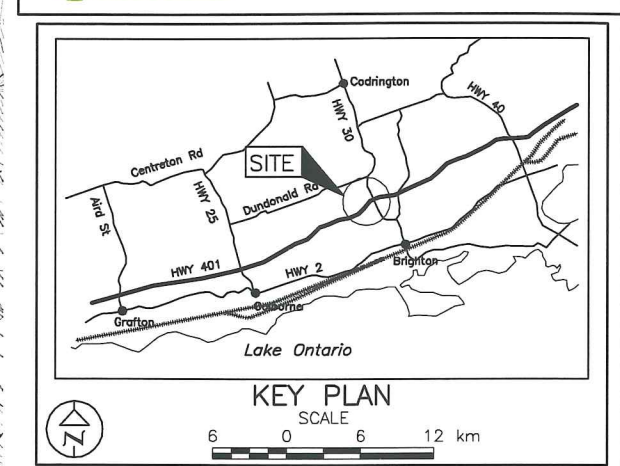 Codrington
HWY 30
HWY 40
Centreton Rd
SITE
Aird St
HWY 25
Dundonald Rd
HWY 401
HWY 2
Brighton
Grafton
Colborne
Lake Ontario
KEY PLAN
SCALE
6 0 6 12 km
N